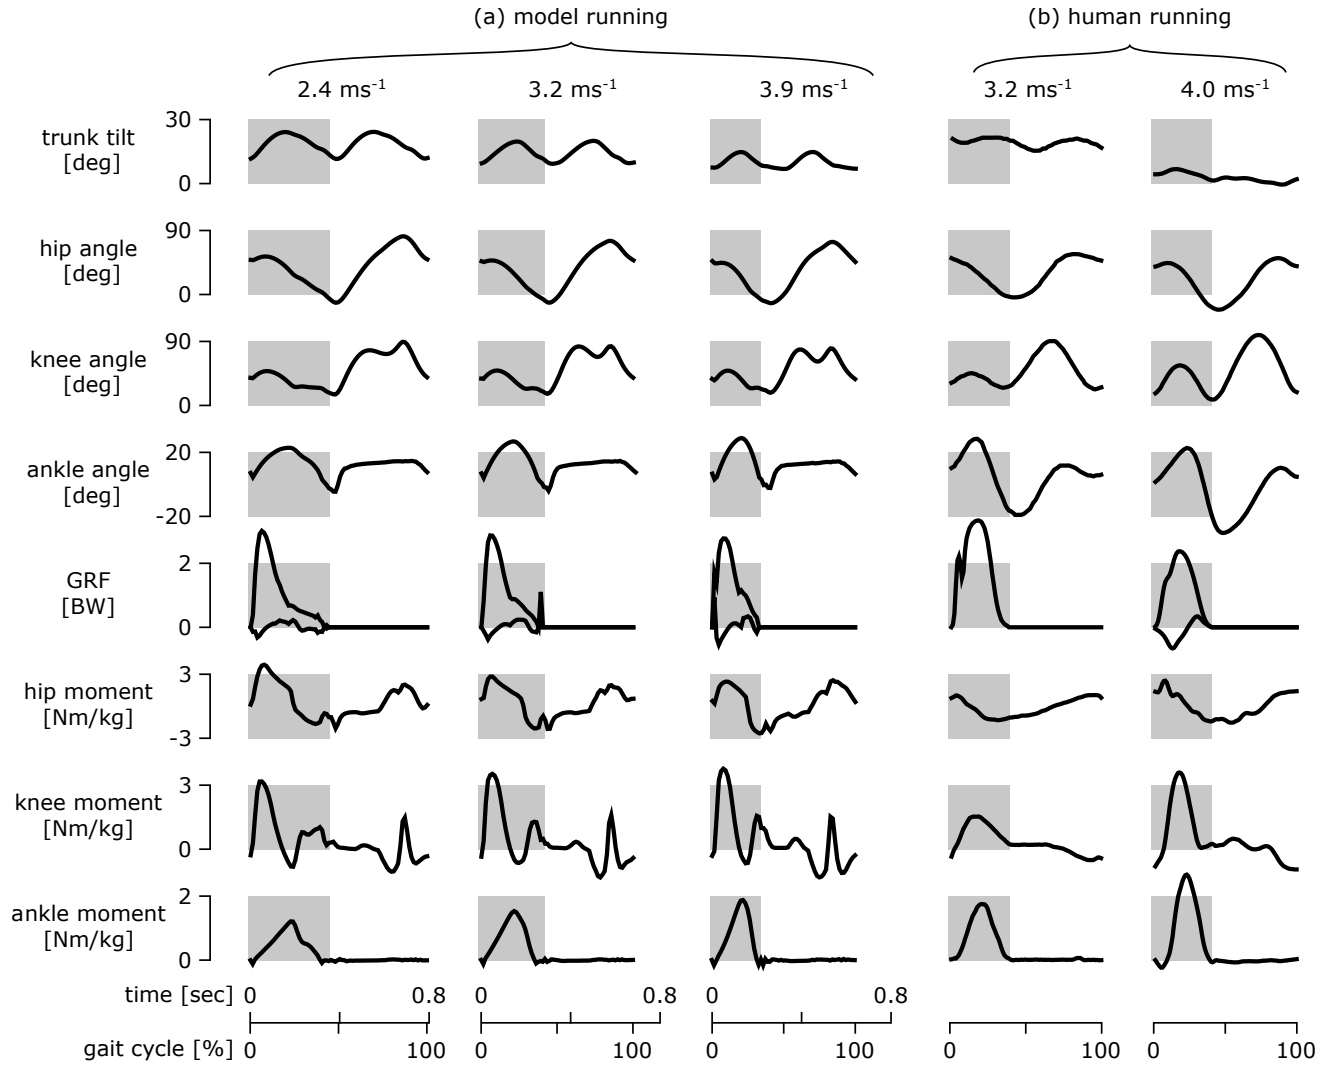 (a) model running
(b) human running
2.4 ms-1
3.2 ms-1
3.9 ms-1
3.2 ms-1
4.0 ms-1
trunk tilt
[deg]
30
0
hip angle
[deg]
90
0
knee angle
[deg]
90
0
ankle angle
[deg]
20
-20
GRF
[BW]
2
0
hip moment
[Nm/kg]
3
-3
knee moment
[Nm/kg]
3
0
ankle moment
[Nm/kg]
2
0
time [sec] 0 0.8 0 0.8 0 0.8
gait cycle [%] 0 100 0 100 0 100 0 100 0 100